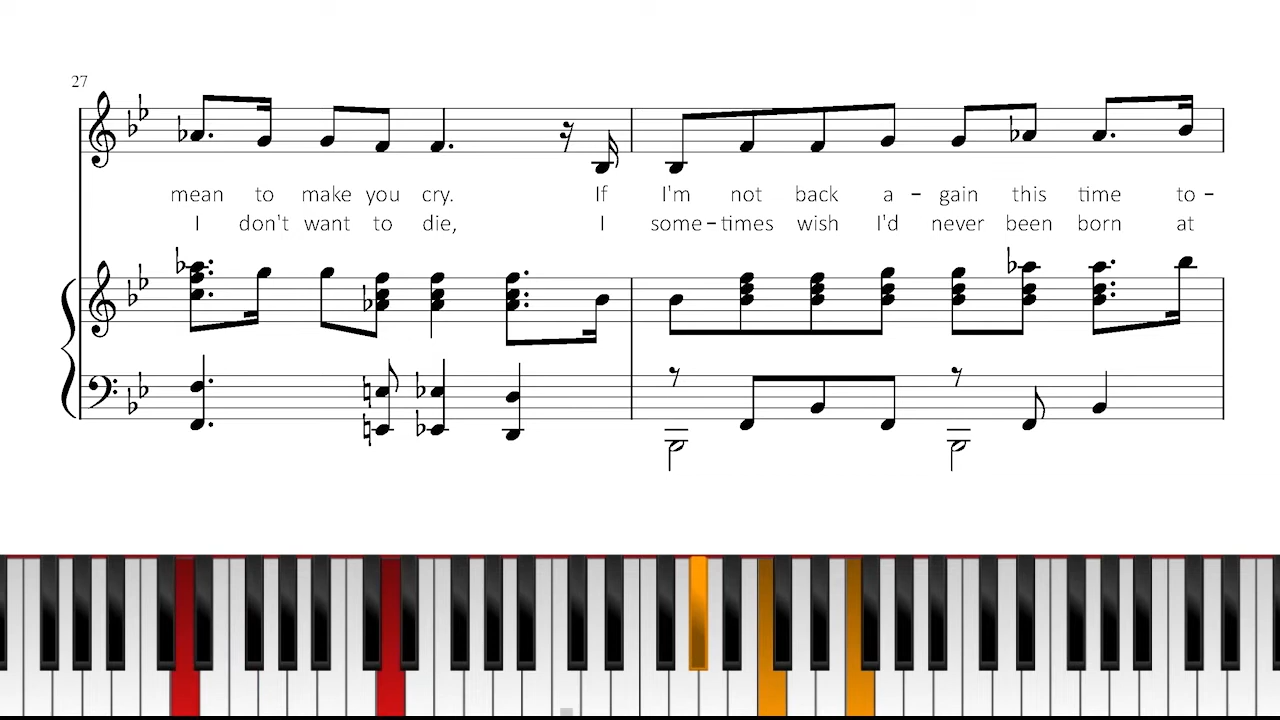 27
mean to make you cry. If I'm not back a - gain this time to -
I don't want to die, I some - times wish I'd never been born at